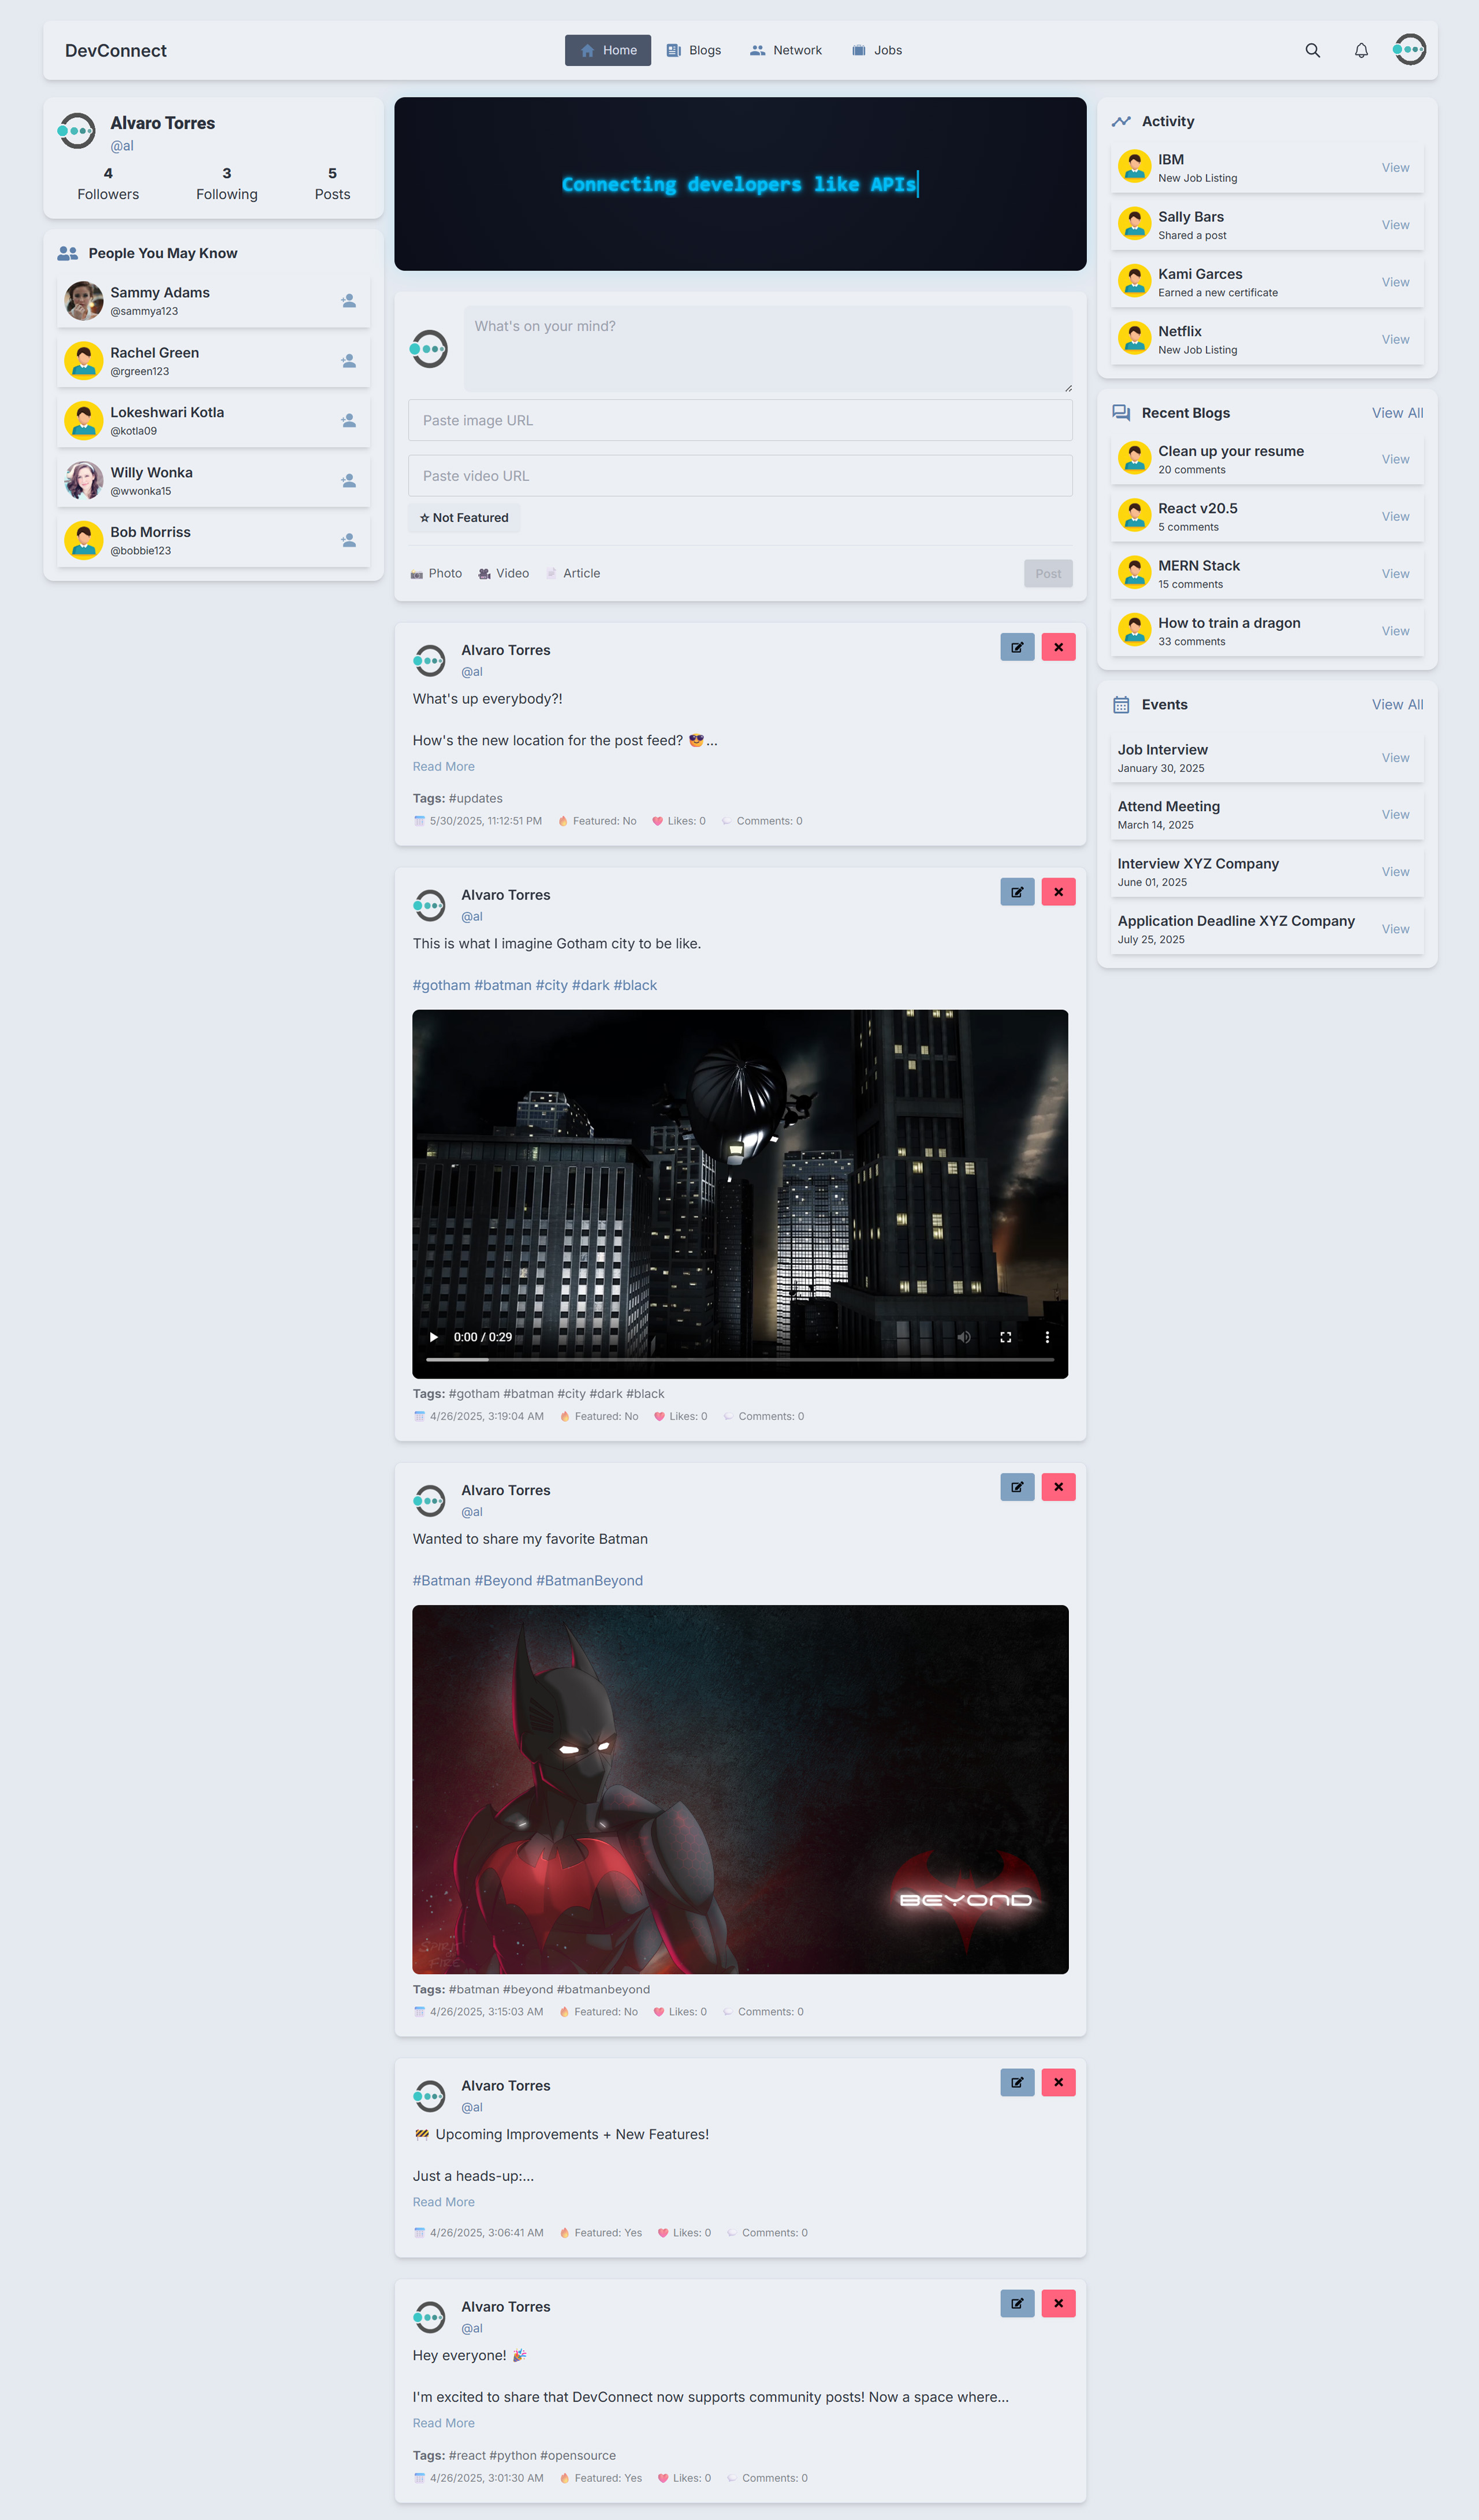 DevConnect
Home
Blogs
Network
Jobs
Alvaro Torres
@al
4
3
5
Followers
Following
Posts
People You May Know
Sammy Adams
@sammya123
Rachel Green
@rgreen123
Lokeshwari Kotla
@kotla09
Willy Wonka
@wwonka15
Bob Morriss
@bobbie123
Connecting developers like APIs
What's on your mind?
Paste image URL
Paste video URL
☆ Not Featured
Photo
Video
Article
Post
Alvaro Torres
@al
What's up everybody?!
How's the new location for the post feed? 😎...
Read More
Tags: #updates
5/30/2025, 11:12:51 PM
Featured: No
Likes: 0
Comments: 0
Alvaro Torres
@al
This is what I imagine Gotham city to be like.
#gotham #batman #city #dark #black
0:00 / 0:29
Tags: #gotham #batman #city #dark #black
4/26/2025, 3:19:04 AM
Featured: No
Likes: 0
Comments: 0
Alvaro Torres
@al
Wanted to share my favorite Batman
#Batman #Beyond #BatmanBeyond
BEYOND
SPIRIT
FIRE
Tags: #batman #beyond #batmanbeyond
4/26/2025, 3:15:03 AM
Featured: No
Likes: 0
Comments: 0
Alvaro Torres
@al
🚧 Upcoming Improvements + New Features!
Just a heads-up:...
Read More
4/26/2025, 3:06:41 AM
Featured: Yes
Likes: 0
Comments: 0
Alvaro Torres
@al
Hey everyone! 🎉
I'm excited to share that DevConnect now supports community posts! Now a space where...
Read More
Tags: #react #python #opensource
4/26/2025, 3:01:30 AM
Featured: Yes
Likes: 0
Comments: 0
Activity
IBM
New Job Listing
View
Sally Bars
Shared a post
View
Kami Garces
Earned a new certificate
View
Netflix
New Job Listing
View
Recent Blogs
View All
Clean up your resume
20 comments
View
React v20.5
5 comments
View
MERN Stack
15 comments
View
How to train a dragon
33 comments
View
Events
View All
Job Interview
January 30, 2025
View
Attend Meeting
March 14, 2025
View
Interview XYZ Company
June 01, 2025
View
Application Deadline XYZ Company
July 25, 2025
View